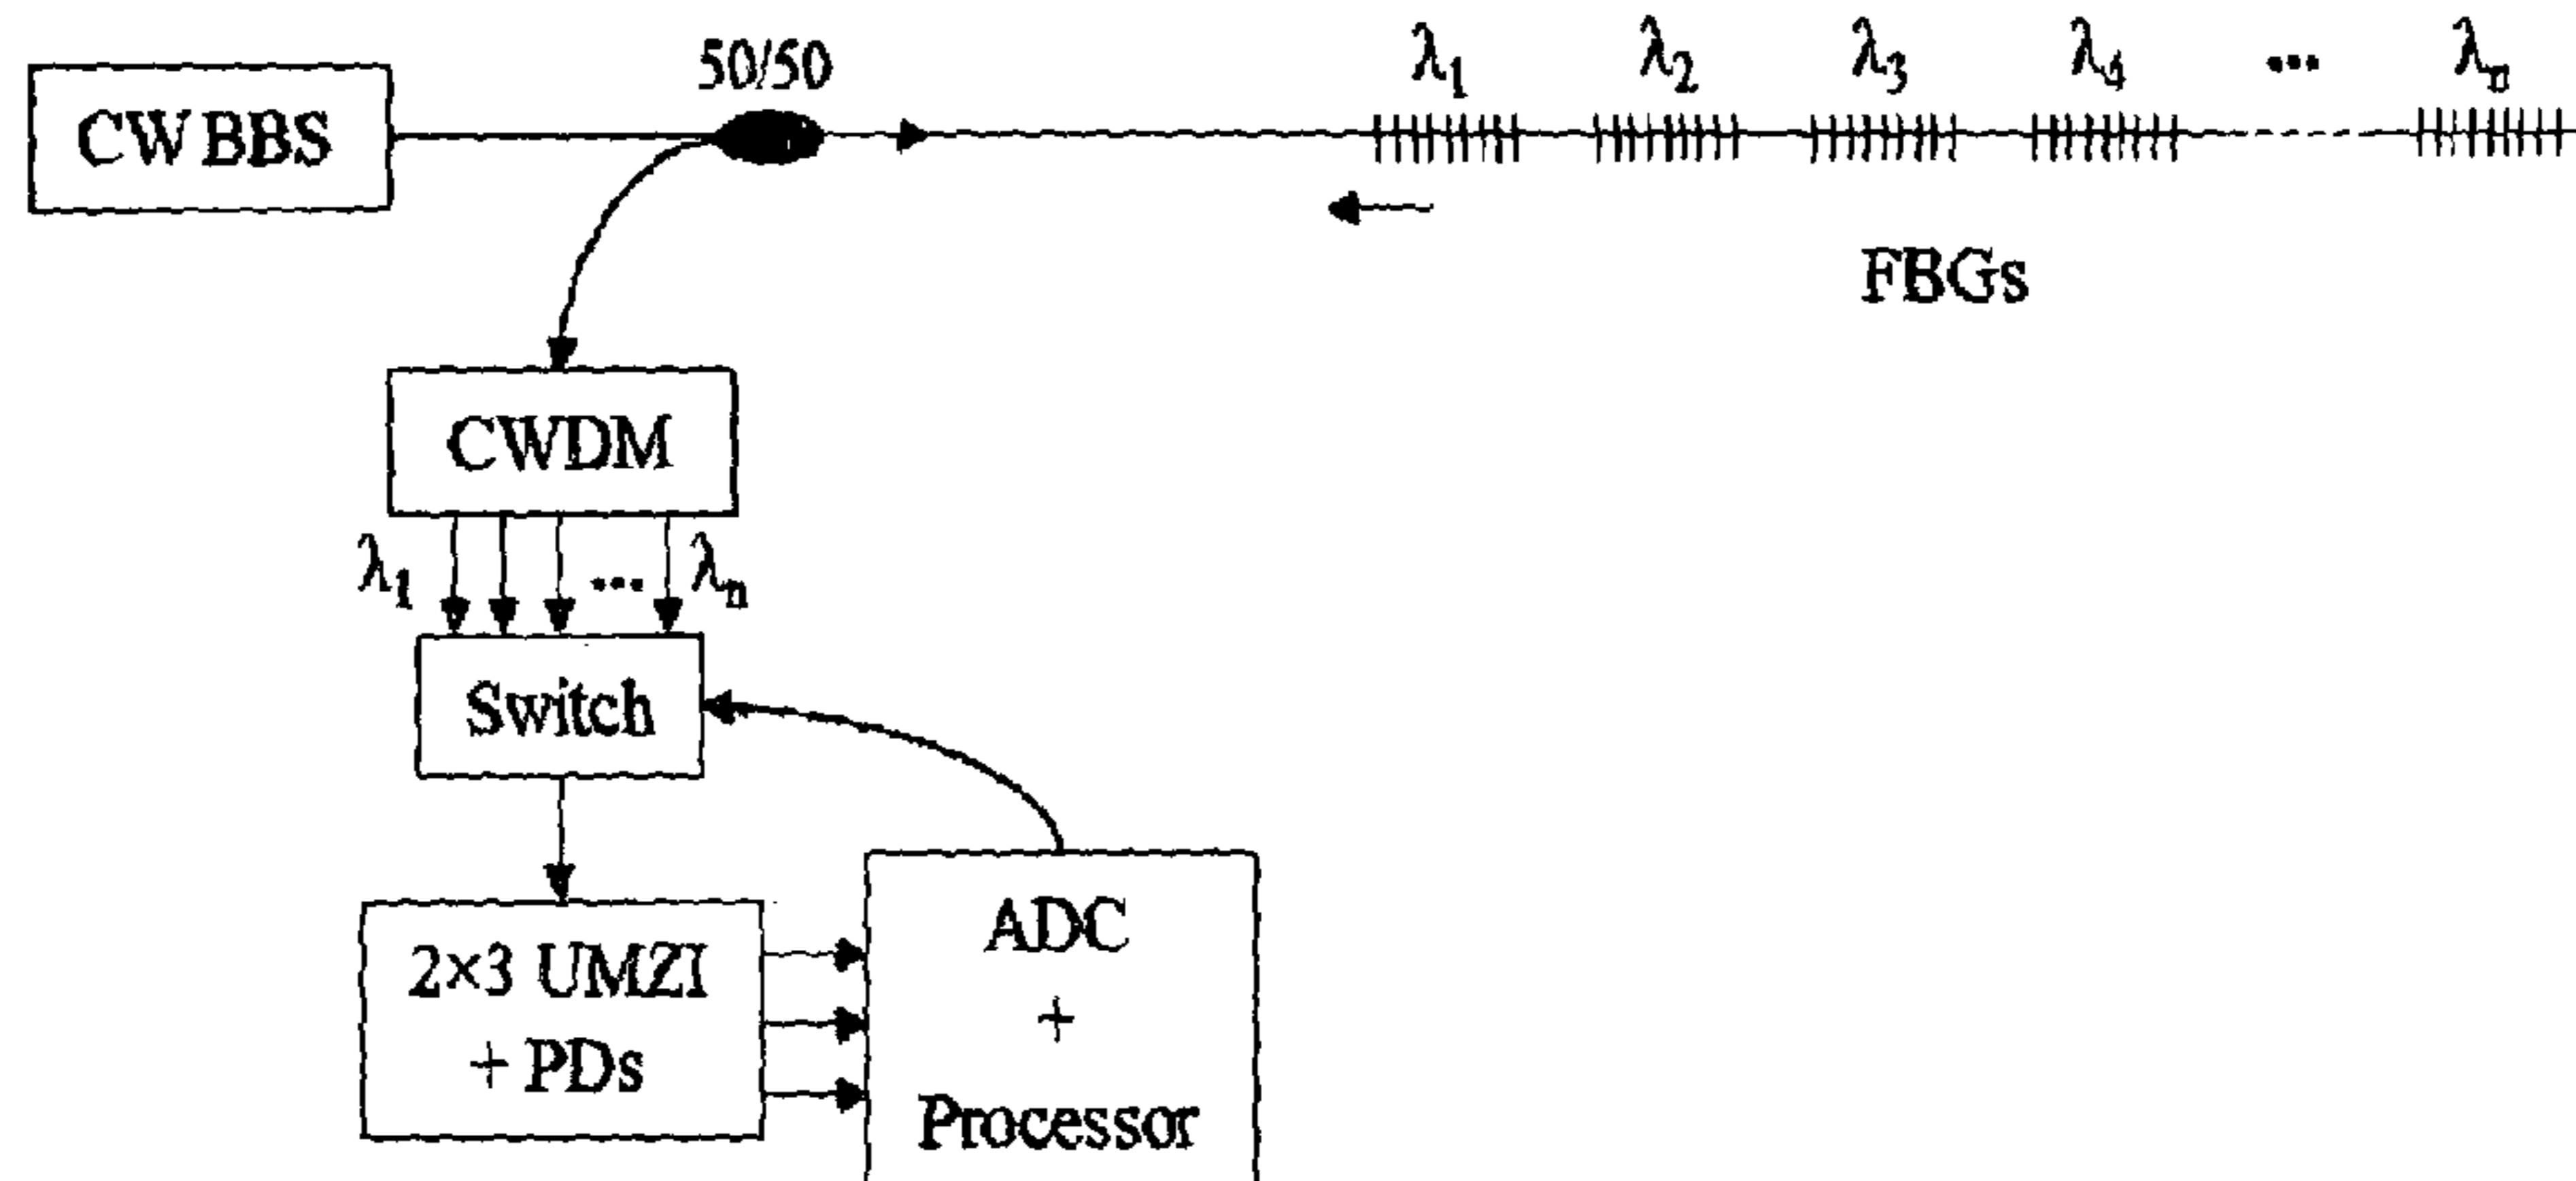 50/50
λ1 λ2 λ3 λ4 ... λn
CW BBS
FBGs
CWDM
λ1 ... λn
Switch
2×3 UMZI
+ PDs
ADC
+
Processor